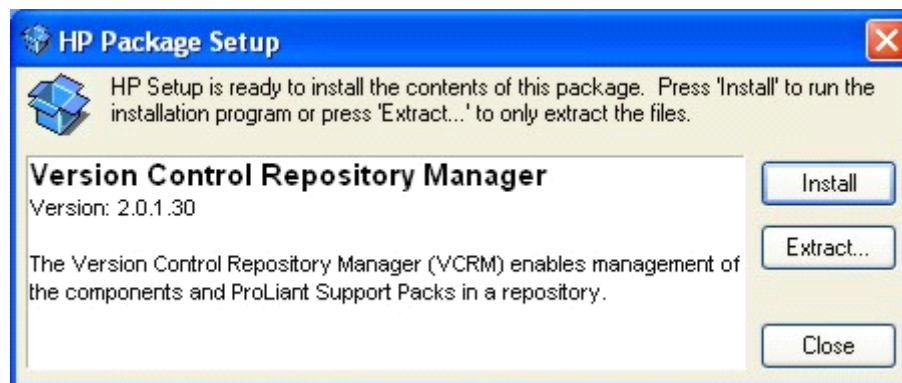 HP Package Setup
HP Setup is ready to install the contents of this package. Press 'Install' to run the
installation program or press 'Extract...' to only extract the files.
Version Control Repository Manager
Version: 2.0.1.30
The Version Control Repository Manager (VCRM) enables management of
the components and ProLiant Support Packs in a repository.
Install
Extract...
Close